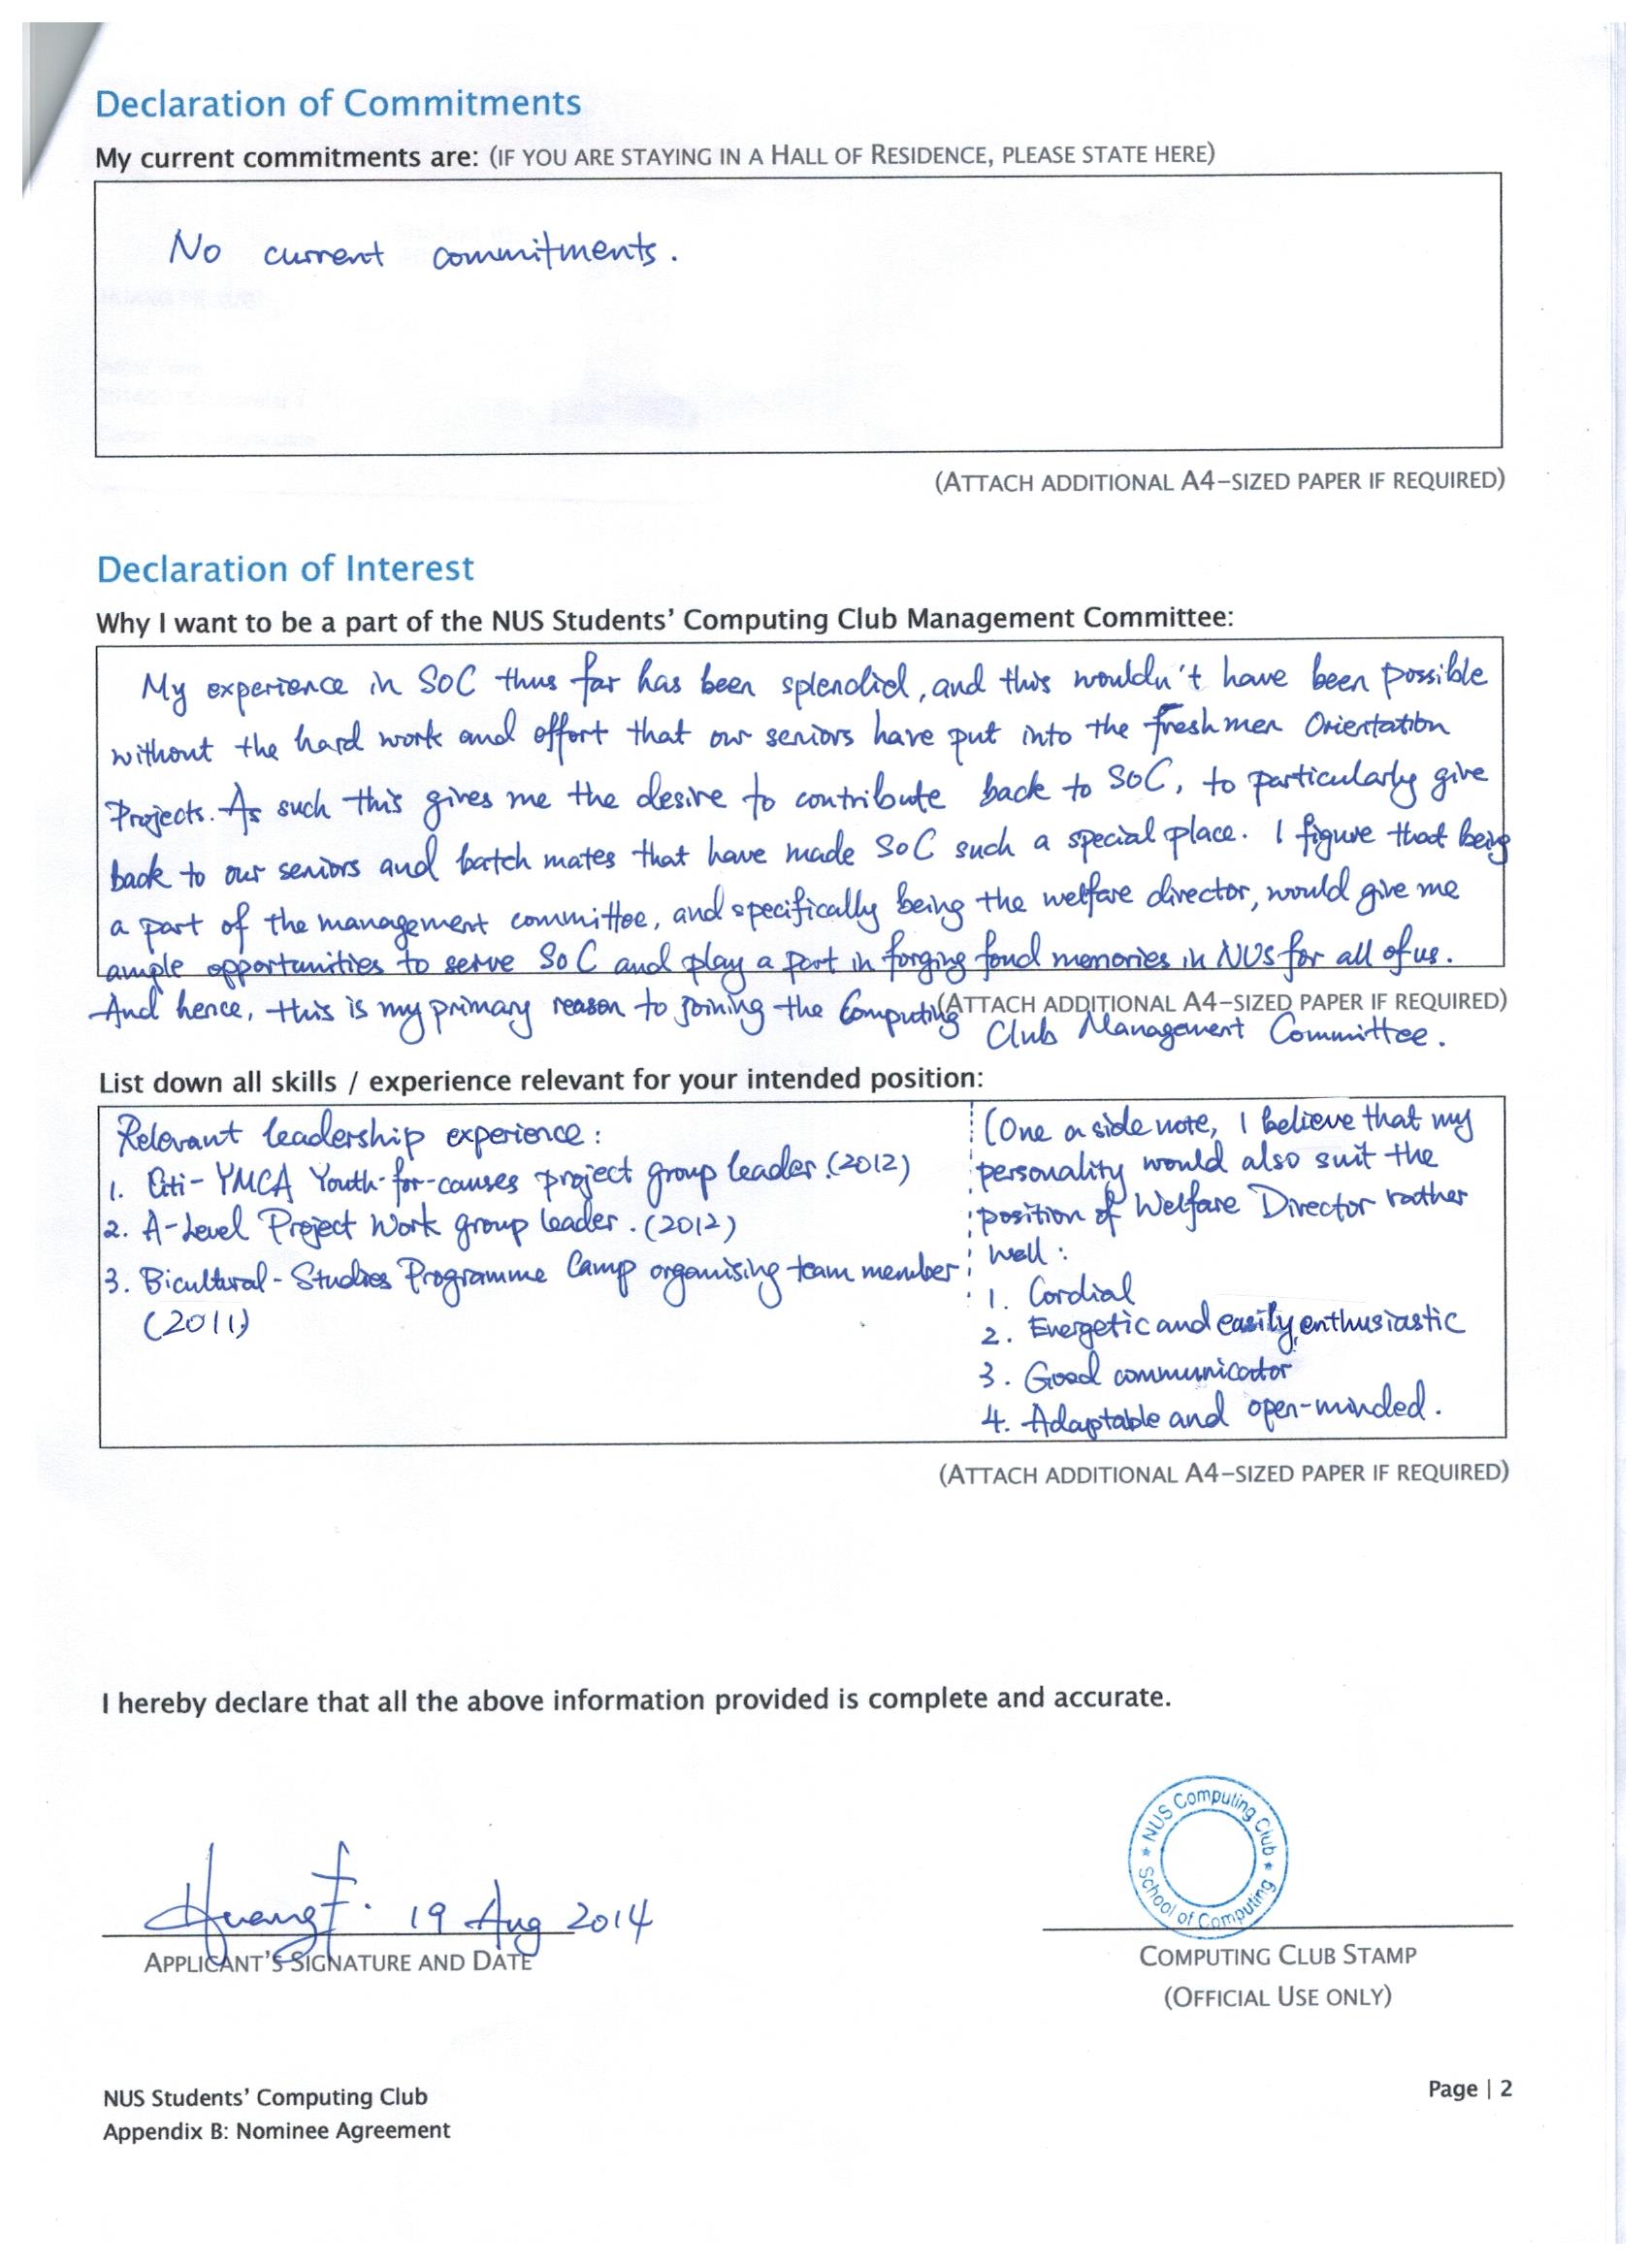 Declaration of Commitments
My current commitments are: (IF YOU ARE STAYING IN A HALL OF RESIDENCE, PLEASE STATE HERE)
No current commitments.
(ATTACH ADDITIONAL A4-SIZED PAPER IF REQUIRED)
Declaration of Interest
Why I want to be a part of the NUS Students' Computing Club Management Committee:
My experience in SoC thus far has been splendid, and this wouldn't have been possible
without the hard work and effort that our seniors have put into the freshmen Orientation
Projects. As such this gives me the desire to contribute back to SoC, to particularly give
back to our seniors and batch mates that have made SoC such a special place. I figure that being
a part of the management committee, and specifically being the welfare director, would give me
ample opportunities to serve SoC and play a part in forging fond memories in NUS for all of us.
And hence, this is my primary reason to joining the Computing
(ATTACH ADDITIONAL A4-SIZED PAPER IF REQUIRED)
Club Management Committee.
List down all skills / experience relevant for your intended position:
Relevant leadership experience:
1. Citi-YMCA Youth-for-causes project group leader. (2012)
2. A-Level Project Work group leader. (2012)
3. Bicultural-Studies Programme Camp organising team member
(2011)
(One a side note, I believe that my
personality would also suit the
position of Welfare Director rather
well:
1. Cordial
2. Energetic and easily enthusiastic
3. Good communicator
4. Adaptable and open-minded.
(ATTACH ADDITIONAL A4-SIZED PAPER IF REQUIRED)
I hereby declare that all the above information provided is complete and accurate.
Huang F. 19 Aug 2014
APPLICANT'S SIGNATURE AND DATE
* NUS Computing Club *
School of Computing
COMPUTING CLUB STAMP
(OFFICIAL USE ONLY)
NUS Students' Computing Club
Appendix B: Nominee Agreement
Page | 2